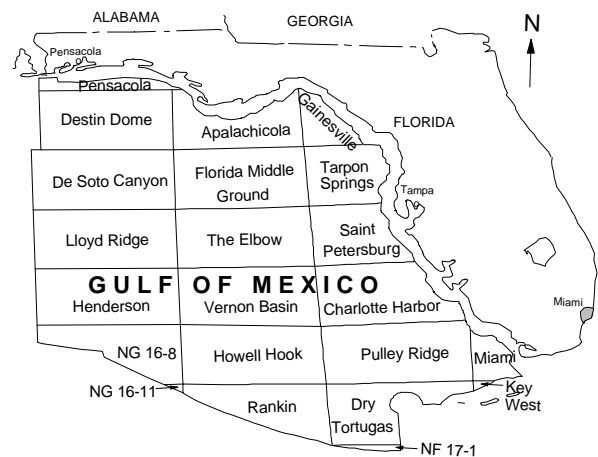 ALABAMA
GEORGIA
N
Pensacola
Pensacola
Destin Dome
Apalachicola
Gainesville
FLORIDA
De Soto Canyon
Florida Middle
Ground
Tarpon
Springs
Tampa
Lloyd Ridge
The Elbow
Saint
Petersburg
GULF OF MEXICO
Henderson
Vernon Basin
Charlotte Harbor
Miami
NG 16-8
Howell Hook
Pulley Ridge
Miami
NG 16-11
Rankin
Dry
Tortugas
Key
West
NF 17-1